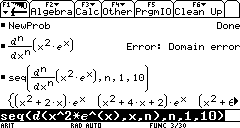 F1 F2 F3 F4 F5 F6
Algebra Calc Other PrgmIO Clean Up
■ NewProb Done
■ dⁿ/dxⁿ (x²·eˣ) Error: Domain error
■ seq(dⁿ/dxⁿ (x²·eˣ), n, 1, 10)
{(x² + 2·x)·eˣ (x² + 4·x + 2)·eˣ (x² + 6▸
seq(d(x^2*e^(x),x,n),n,1,10)
MAIN RAD AUTO FUNC 3/30